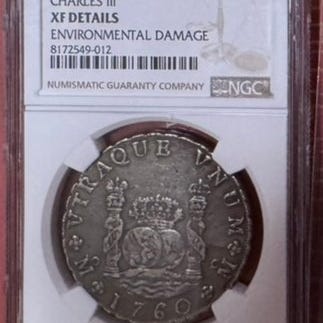 CHARLES III
XF DETAILS
ENVIRONMENTAL DAMAGE
8172549-012
NUMISMATIC GUARANTY COMPANY NGC
VTRAQUE VNUM
M 1760 M